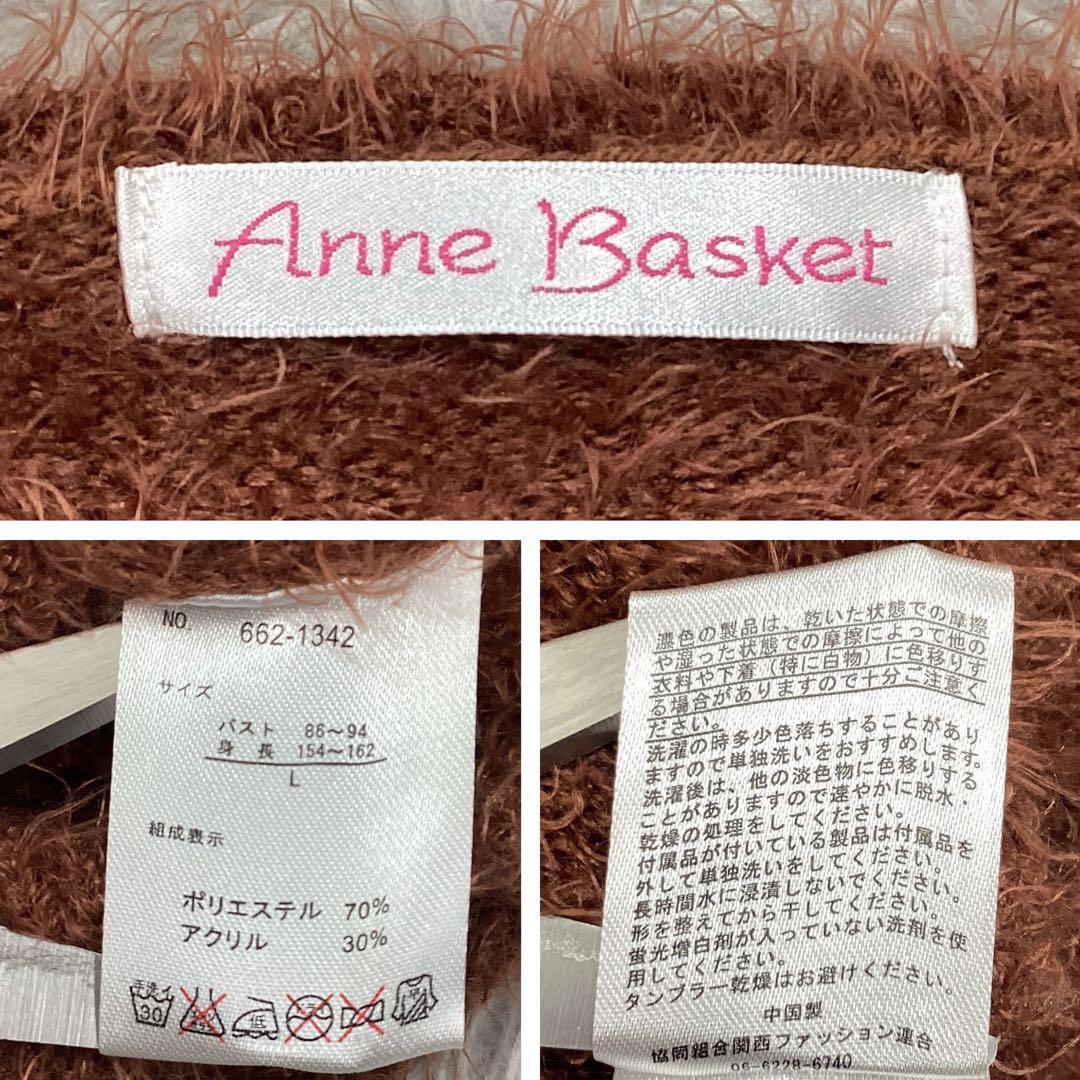 Anne Basket
NO. 662-1342
サイズ
バスト 86～94
身長 154～162
L
組成表示
ポリエステル 70%
アクリル 30%
手洗イ
30
低
濃色の製品は、乾いた状態での摩擦
や湿った状態での摩擦によって他の
衣料や下着(特に白物)に色移りす
る場合がありますので十分ご注意く
ださい。
洗濯の時多少色落ちすることがあり
ますので単独洗いをおすすめします。
洗濯後は、他の淡色物に色移りする
ことがありますので速やかに脱水・
乾燥の処理をしてください。
付属品が付いている製品は付属品を
外して単独洗いをしてください。
長時間水に浸漬しないでください。
形を整えてから干してください。
蛍光増白剤が入っていない洗剤を使
用してください。
タンブラー乾燥はお避けください。
中国製
協同組合関西ファッション連合
06-6228-6740